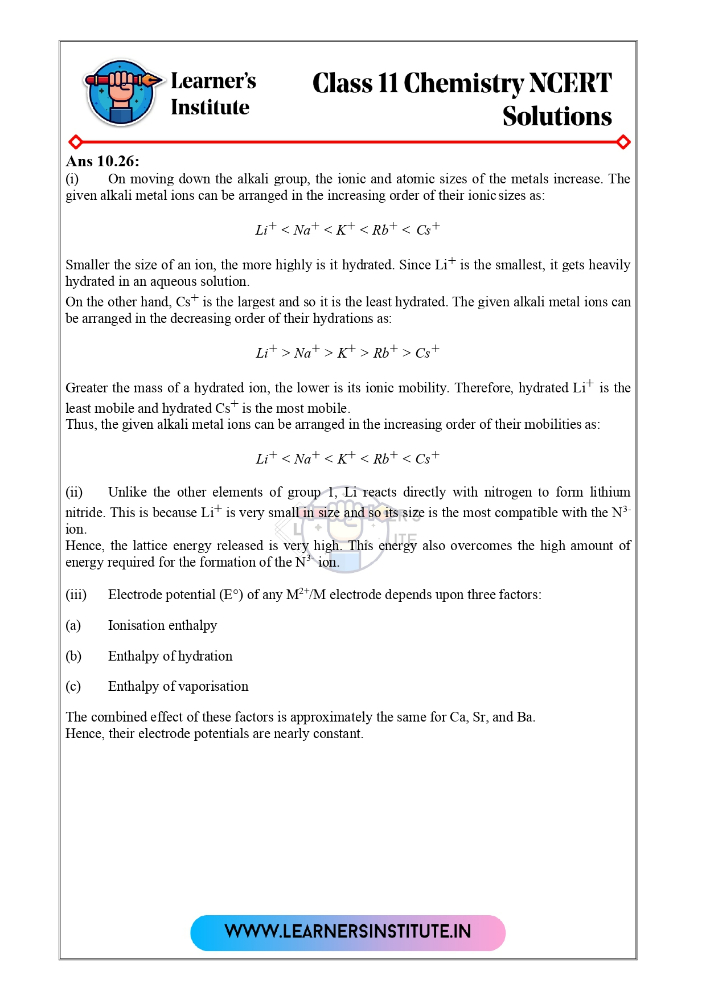 Learner's
Institute
Class 11 Chemistry NCERT
Solutions
Ans 10.26:
(i) On moving down the alkali group, the ionic and atomic sizes of the metals increase. The
given alkali metal ions can be arranged in the increasing order of their ionic sizes as:
Li⁺ < Na⁺ < K⁺ < Rb⁺ < Cs⁺
Smaller the size of an ion, the more highly is it hydrated. Since Li⁺ is the smallest, it gets heavily
hydrated in an aqueous solution.
On the other hand, Cs⁺ is the largest and so it is the least hydrated. The given alkali metal ions can
be arranged in the decreasing order of their hydrations as:
Li⁺ > Na⁺ > K⁺ > Rb⁺ > Cs⁺
Greater the mass of a hydrated ion, the lower is its ionic mobility. Therefore, hydrated Li⁺ is the
least mobile and hydrated Cs⁺ is the most mobile.
Thus, the given alkali metal ions can be arranged in the increasing order of their mobilities as:
Li⁺ < Na⁺ < K⁺ < Rb⁺ < Cs⁺
(ii) Unlike the other elements of group 1, Li reacts directly with nitrogen to form lithium
nitride. This is because Li⁺ is very small in size and so its size is the most compatible with the N³⁻
ion.
Hence, the lattice energy released is very high. This energy also overcomes the high amount of
energy required for the formation of the N³⁻ ion.
(iii) Electrode potential (E°) of any M²⁺/M electrode depends upon three factors:
(a) Ionisation enthalpy
(b) Enthalpy of hydration
(c) Enthalpy of vaporisation
The combined effect of these factors is approximately the same for Ca, Sr, and Ba.
Hence, their electrode potentials are nearly constant.
WWW.LEARNERSINSTITUTE.IN